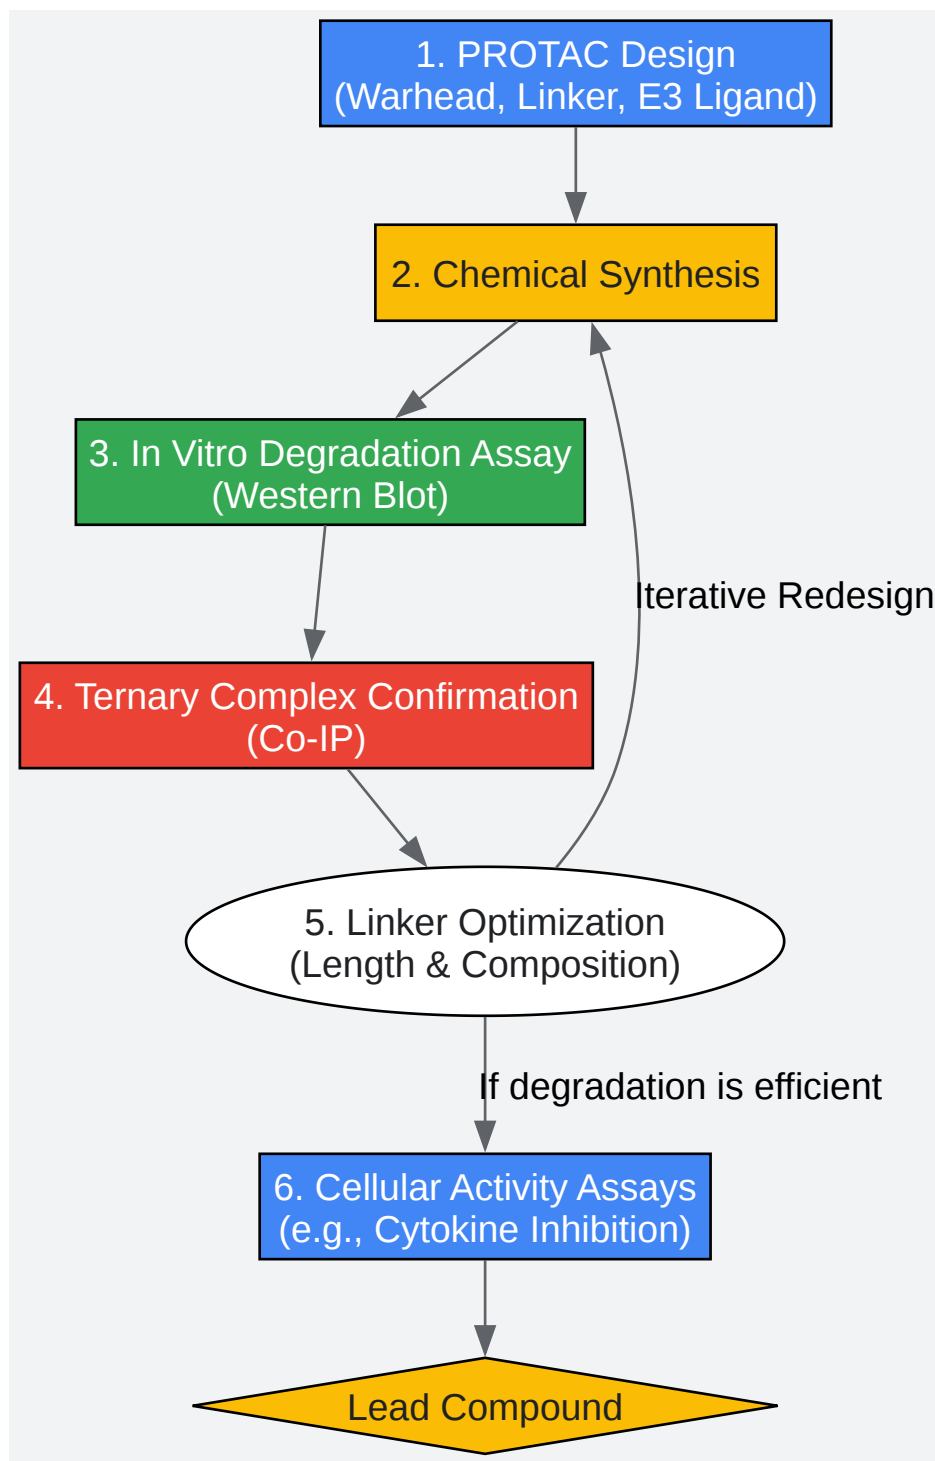 1. PROTAC Design
(Warhead, Linker, E3 Ligand)
2. Chemical Synthesis
3. In Vitro Degradation Assay
(Western Blot)
Iterative Redesign
4. Ternary Complex Confirmation
(Co-IP)
5. Linker Optimization
(Length & Composition)
If degradation is efficient
6. Cellular Activity Assays
(e.g., Cytokine Inhibition)
Lead Compound